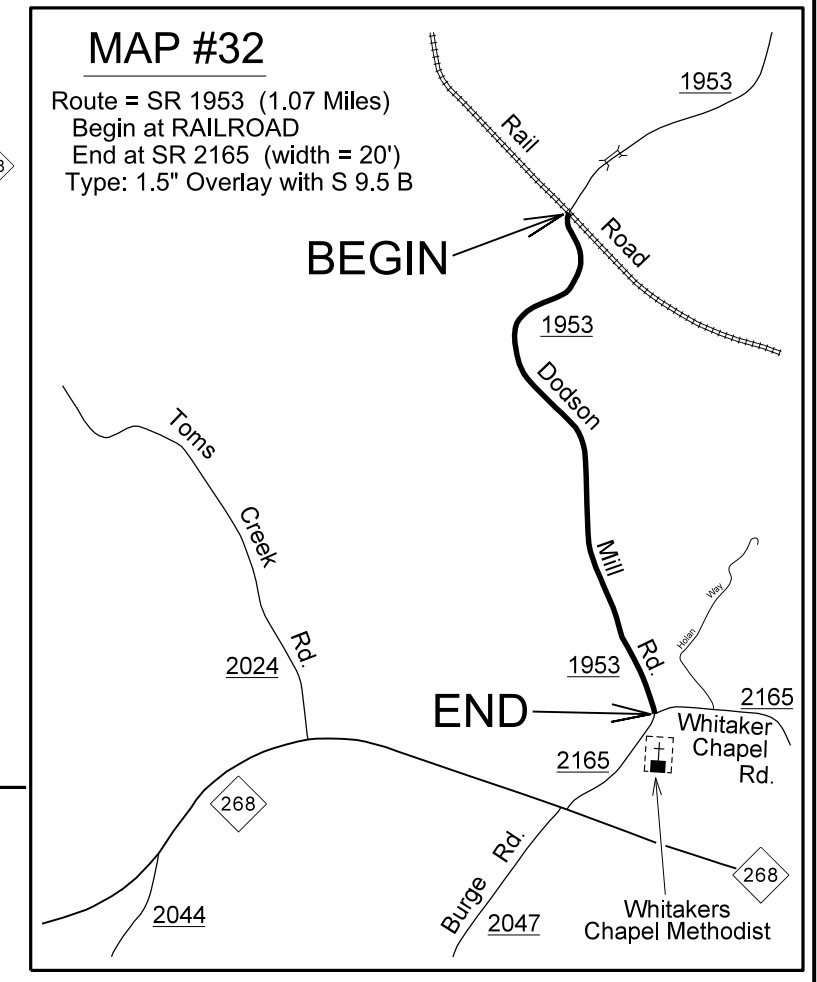 MAP #32
Route = SR 1953 (1.07 Miles)
Begin at RAILROAD
End at SR 2165 (width = 20')
Type: 1.5" Overlay with S 9.5 B
1953
Rail
Road
BEGIN
1953
Dodson
Mill
Rd.
Toms
Creek
Rd.
2024
Holan
Way
1953
END
2165
Whitaker
Chapel
Rd.
2165
268
268
2044
Burge
Rd.
2047
Whitakers
Chapel Methodist